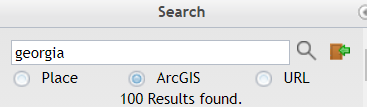 Search
georgia
Place ArcGIS URL
100 Results found.